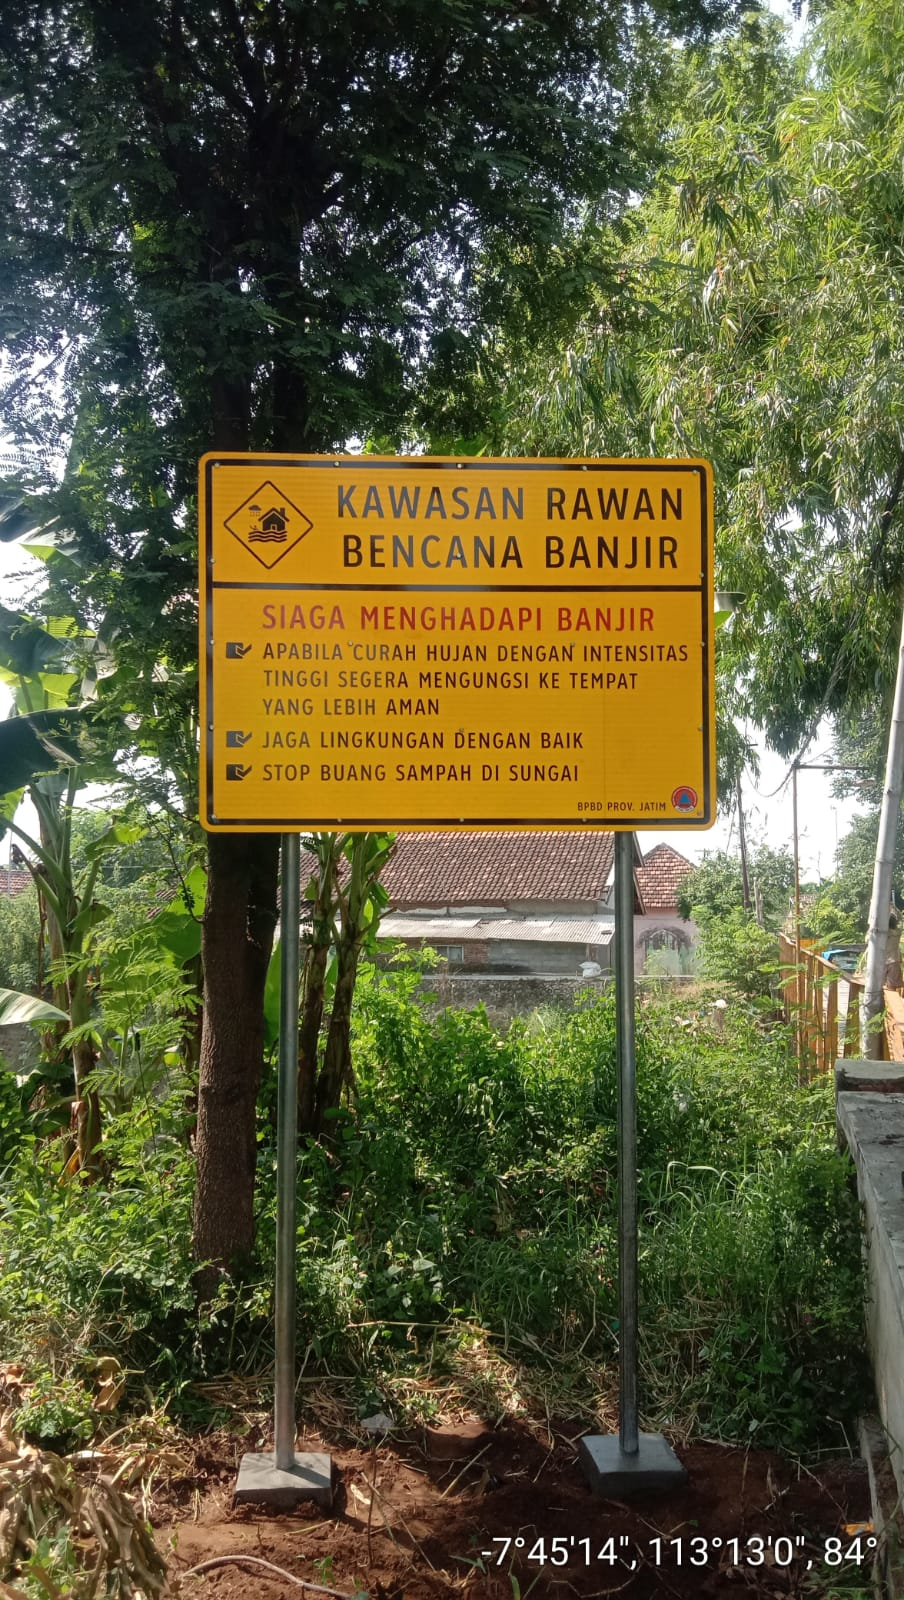 KAWASAN RAWAN
BENCANA BANJIR
SIAGA MENGHADAPI BANJIR
APABILA CURAH HUJAN DENGAN INTENSITAS
TINGGI SEGERA MENGUNGSI KE TEMPAT
YANG LEBIH AMAN
JAGA LINGKUNGAN DENGAN BAIK
STOP BUANG SAMPAH DI SUNGAI
BPBD PROV. JATIM
-7°45'14", 113°13'0", 84°